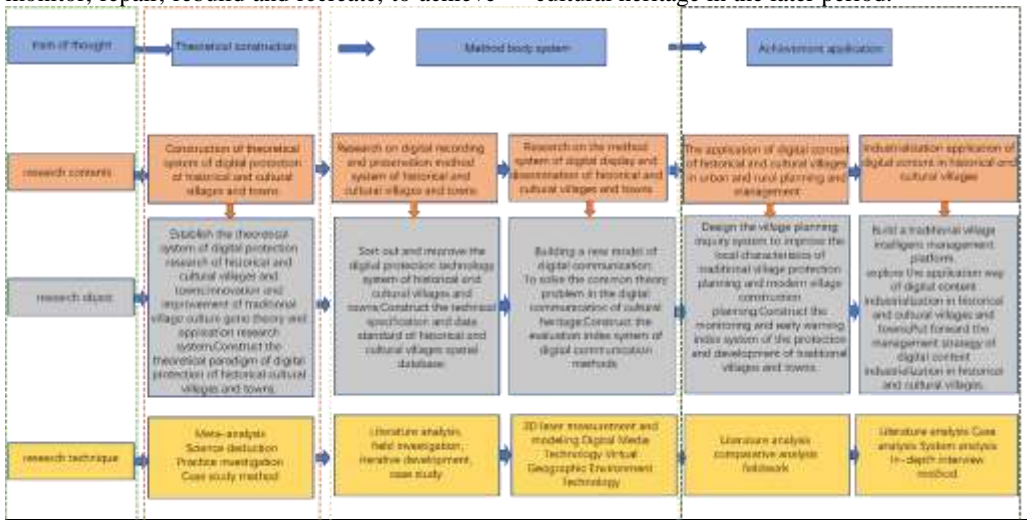 monitor, repair, rebuild and recreate, to achieve cultural heritage in the later period.
train of thought
Theoretical construction
Method body system
Achievement application
research contents
Construction of theoretical
system of digital protection
of historical and cultural
villages and towns
Research on digital recording
and preservation method
system of historical and
cultural villages and towns
Research on the method
system of digital display and
dissemination of historical and
cultural villages and towns
The application of digital content
of historical and cultural villages
in urban and rural planning and
management
Industrialization application of
digital content in historical and
cultural villages
research object
Establish the theoretical
system of digital protection
research of historical and
cultural villages and
towns;Innovation and
improvement of traditional
village culture gene theory and
application research
system;Construct the
theoretical paradigm of digital
protection of historical cultural
villages and towns.
Sort out and improve the
digital protection technology
system of historical and
cultural villages and
towns;Construct the technical
specification and data
standard of historical and
cultural villages spatial
database.
Building a new model of
digital communication;
To solve the common theory
problem in the digital
communication of cultural
heritage;Construct the
evaluation index system of
digital communication
methods.
Design the village planning
inquiry system to improve the
local characteristics of
traditional village protection
planning and modern village
construction
planning;Construct the
monitoring and early warning
index system of the protection
and development of traditional
villages and towns.
Build a traditional village
intelligent management
platform.
explore the application way
of digital content
industrialization in historical
and cultural villages and
towns;Put forward the
management strategy of
digital content
industrialization in historical
and cultural villages.
research technique
Meta-analysis
Science deduction
Practice investigation
Case study method
Literature analysis,
field investigation,
iterative development,
case study
3D laser measurement and
modeling Digital Media
Technology Virtual
Geographic Environment
Technology
Literature analysis
comparative analysis
fieldwork
Literature analysis Case
analysis System analysis
In-depth interview
method